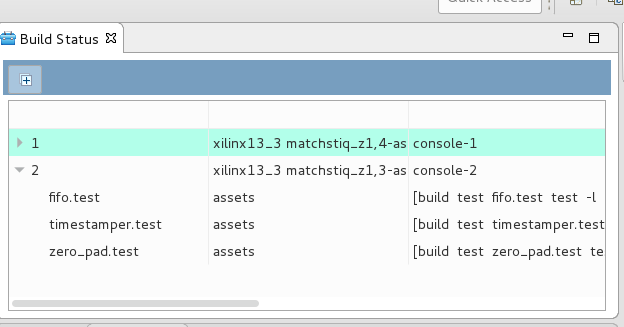 Quick Access
Build Status
1 xilinx13_3 matchstiq_z1,4-as console-1
2 xilinx13_3 matchstiq_z1,3-as console-2
fifo.test assets [build test fifo.test test -l
timestamper.test assets [build test timestamper.test
zero_pad.test assets [build test zero_pad.test te